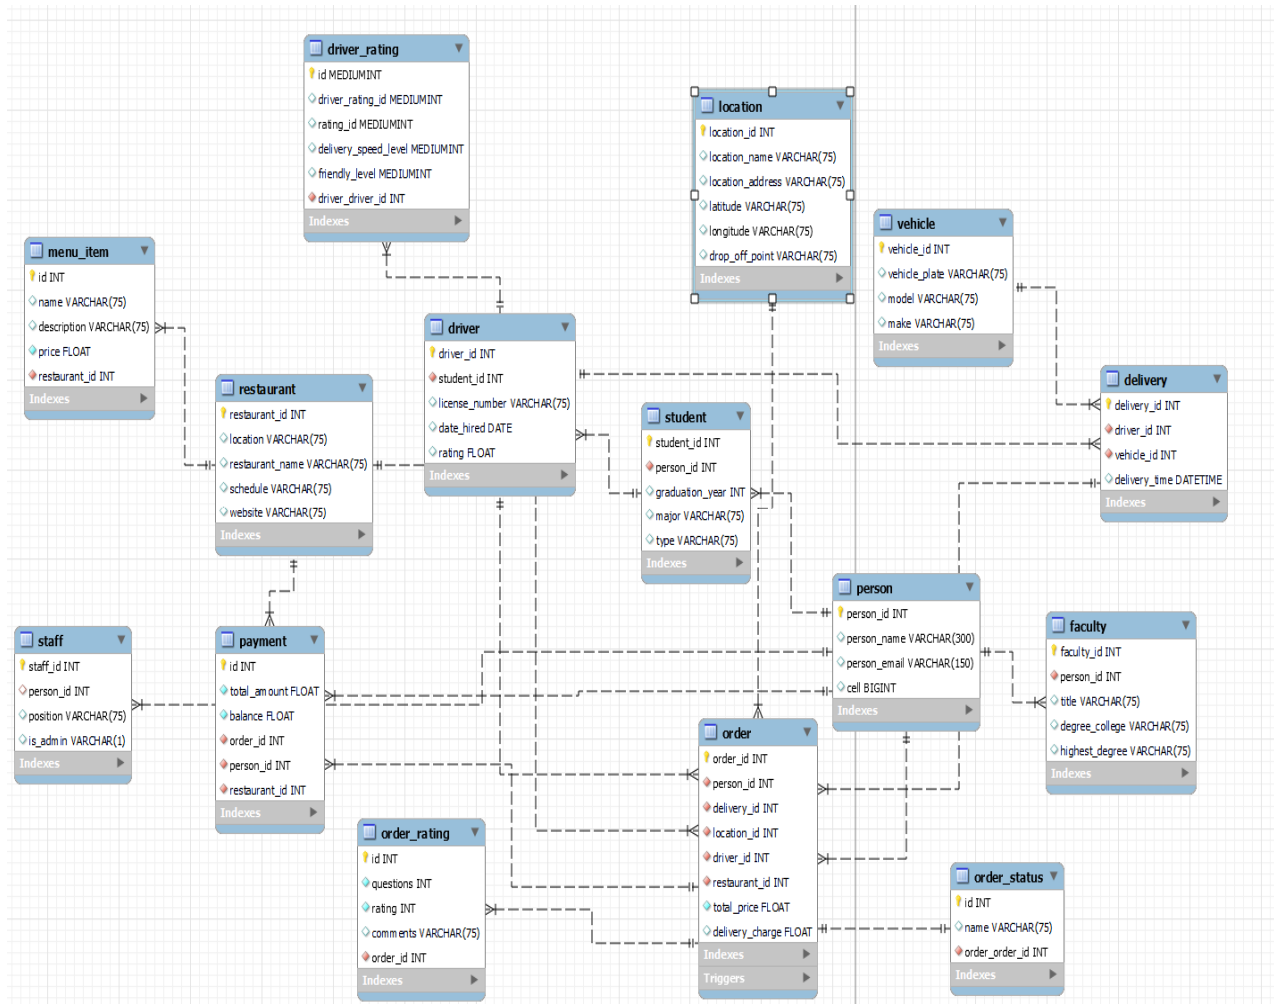 driver_rating
id MEDIUMINT
driver_rating_id MEDIUMINT
rating_id MEDIUMINT
delivery_speed_level MEDIUMINT
friendly_level MEDIUMINT
driver_driver_id INT
Indexes
location
location_id INT
location_name VARCHAR(75)
location_address VARCHAR(75)
latitude VARCHAR(75)
longitude VARCHAR(75)
drop_off_point VARCHAR(75)
Indexes
vehicle
vehicle_id INT
vehicle_plate VARCHAR(75)
model VARCHAR(75)
make VARCHAR(75)
Indexes
menu_item
id INT
name VARCHAR(75)
description VARCHAR(75)
price FLOAT
restaurant_id INT
Indexes
driver
driver_id INT
student_id INT
license_number VARCHAR(75)
date_hired DATE
rating FLOAT
Indexes
restaurant
restaurant_id INT
location VARCHAR(75)
restaurant_name VARCHAR(75)
schedule VARCHAR(75)
website VARCHAR(75)
Indexes
student
student_id INT
person_id INT
graduation_year INT
major VARCHAR(75)
type VARCHAR(75)
Indexes
delivery
delivery_id INT
driver_id INT
vehicle_id INT
delivery_time DATETIME
Indexes
person
person_id INT
person_name VARCHAR(300)
person_email VARCHAR(150)
cell BIGINT
Indexes
faculty
faculty_id INT
person_id INT
title VARCHAR(75)
degree_college VARCHAR(75)
highest_degree VARCHAR(75)
Indexes
staff
staff_id INT
person_id INT
position VARCHAR(75)
is_admin VARCHAR(1)
Indexes
payment
id INT
total_amount FLOAT
balance FLOAT
order_id INT
person_id INT
restaurant_id INT
Indexes
order
order_id INT
person_id INT
delivery_id INT
location_id INT
driver_id INT
restaurant_id INT
total_price FLOAT
delivery_charge FLOAT
Indexes
Triggers
order_rating
id INT
questions INT
rating INT
comments VARCHAR(75)
order_id INT
Indexes
order_status
id INT
name VARCHAR(75)
order_order_id INT
Indexes